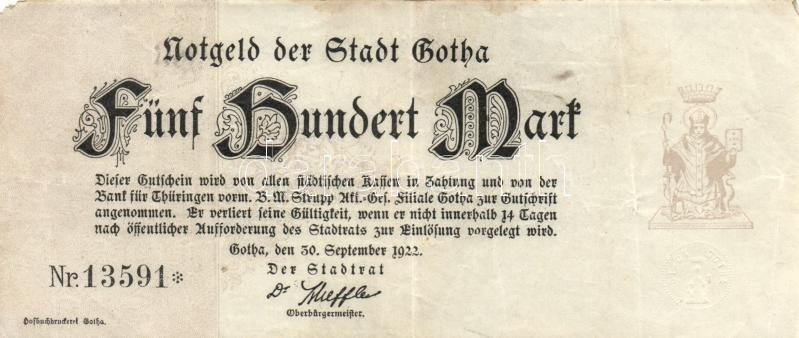 Notgeld der Stadt Gotha
Fünf Hundert Mark
Dieser Gutschein wird von allen städtischen Kassen in Zahlung und von der
Bank für Thüringen vorm. B. M. Strupp Akt.-Ges. Filiale Gotha zur Gutschrift
angenommen. Er verliert seine Gültigkeit, wenn er nicht innerhalb 14 Tagen
nach öffentlicher Aufforderung des Stadtrats zur Einlösung vorgelegt wird.
Gotha, den 30. September 1922.
Nr. 13591*
Der Stadtrat
Dr
Oberbürgermeister.
Hofbuchdruckerei Gotha.